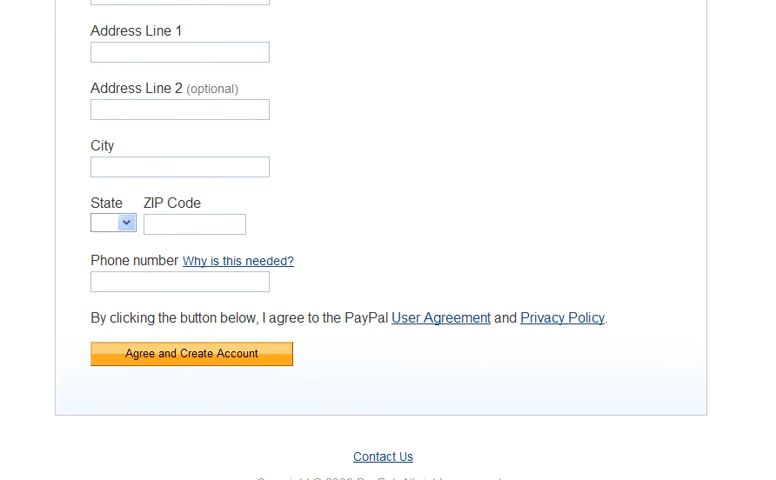 Address Line 1
Address Line 2 (optional)
City
State ZIP Code
Phone number Why is this needed?
By clicking the button below, I agree to the PayPal User Agreement and Privacy Policy.
Agree and Create Account
Contact Us